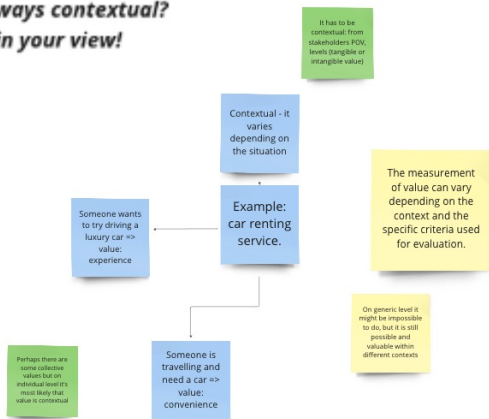 ways contextual?
in your view!
It has to be
contextual: from
stakeholders POV,
levels (tangible or
intangible value)
Contextual - it
varies
depending on
the situation
Example:
car renting
service.
The measurement
of value can vary
depending on the
context and the
specific criteria used
for evaluation.
Someone wants
to try driving a
luxury car =>
value:
experience
On generic level it
might be impossible
to do, but it is still
possible and
valuable within
different contexts
Perhaps there are
some collective
values but on
individual level it's
most likely that
value is contextual
Someone is
travelling and
need a car =>
value:
convenience